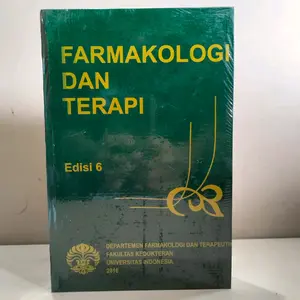 FARMAKOLOGI
DAN
TERAPI
Edisi 6
DEPARTEMEN FARMAKOLOGI DAN TERAPEUTIK
FAKULTAS KEDOKTERAN
UNIVERSITAS INDONESIA
2016